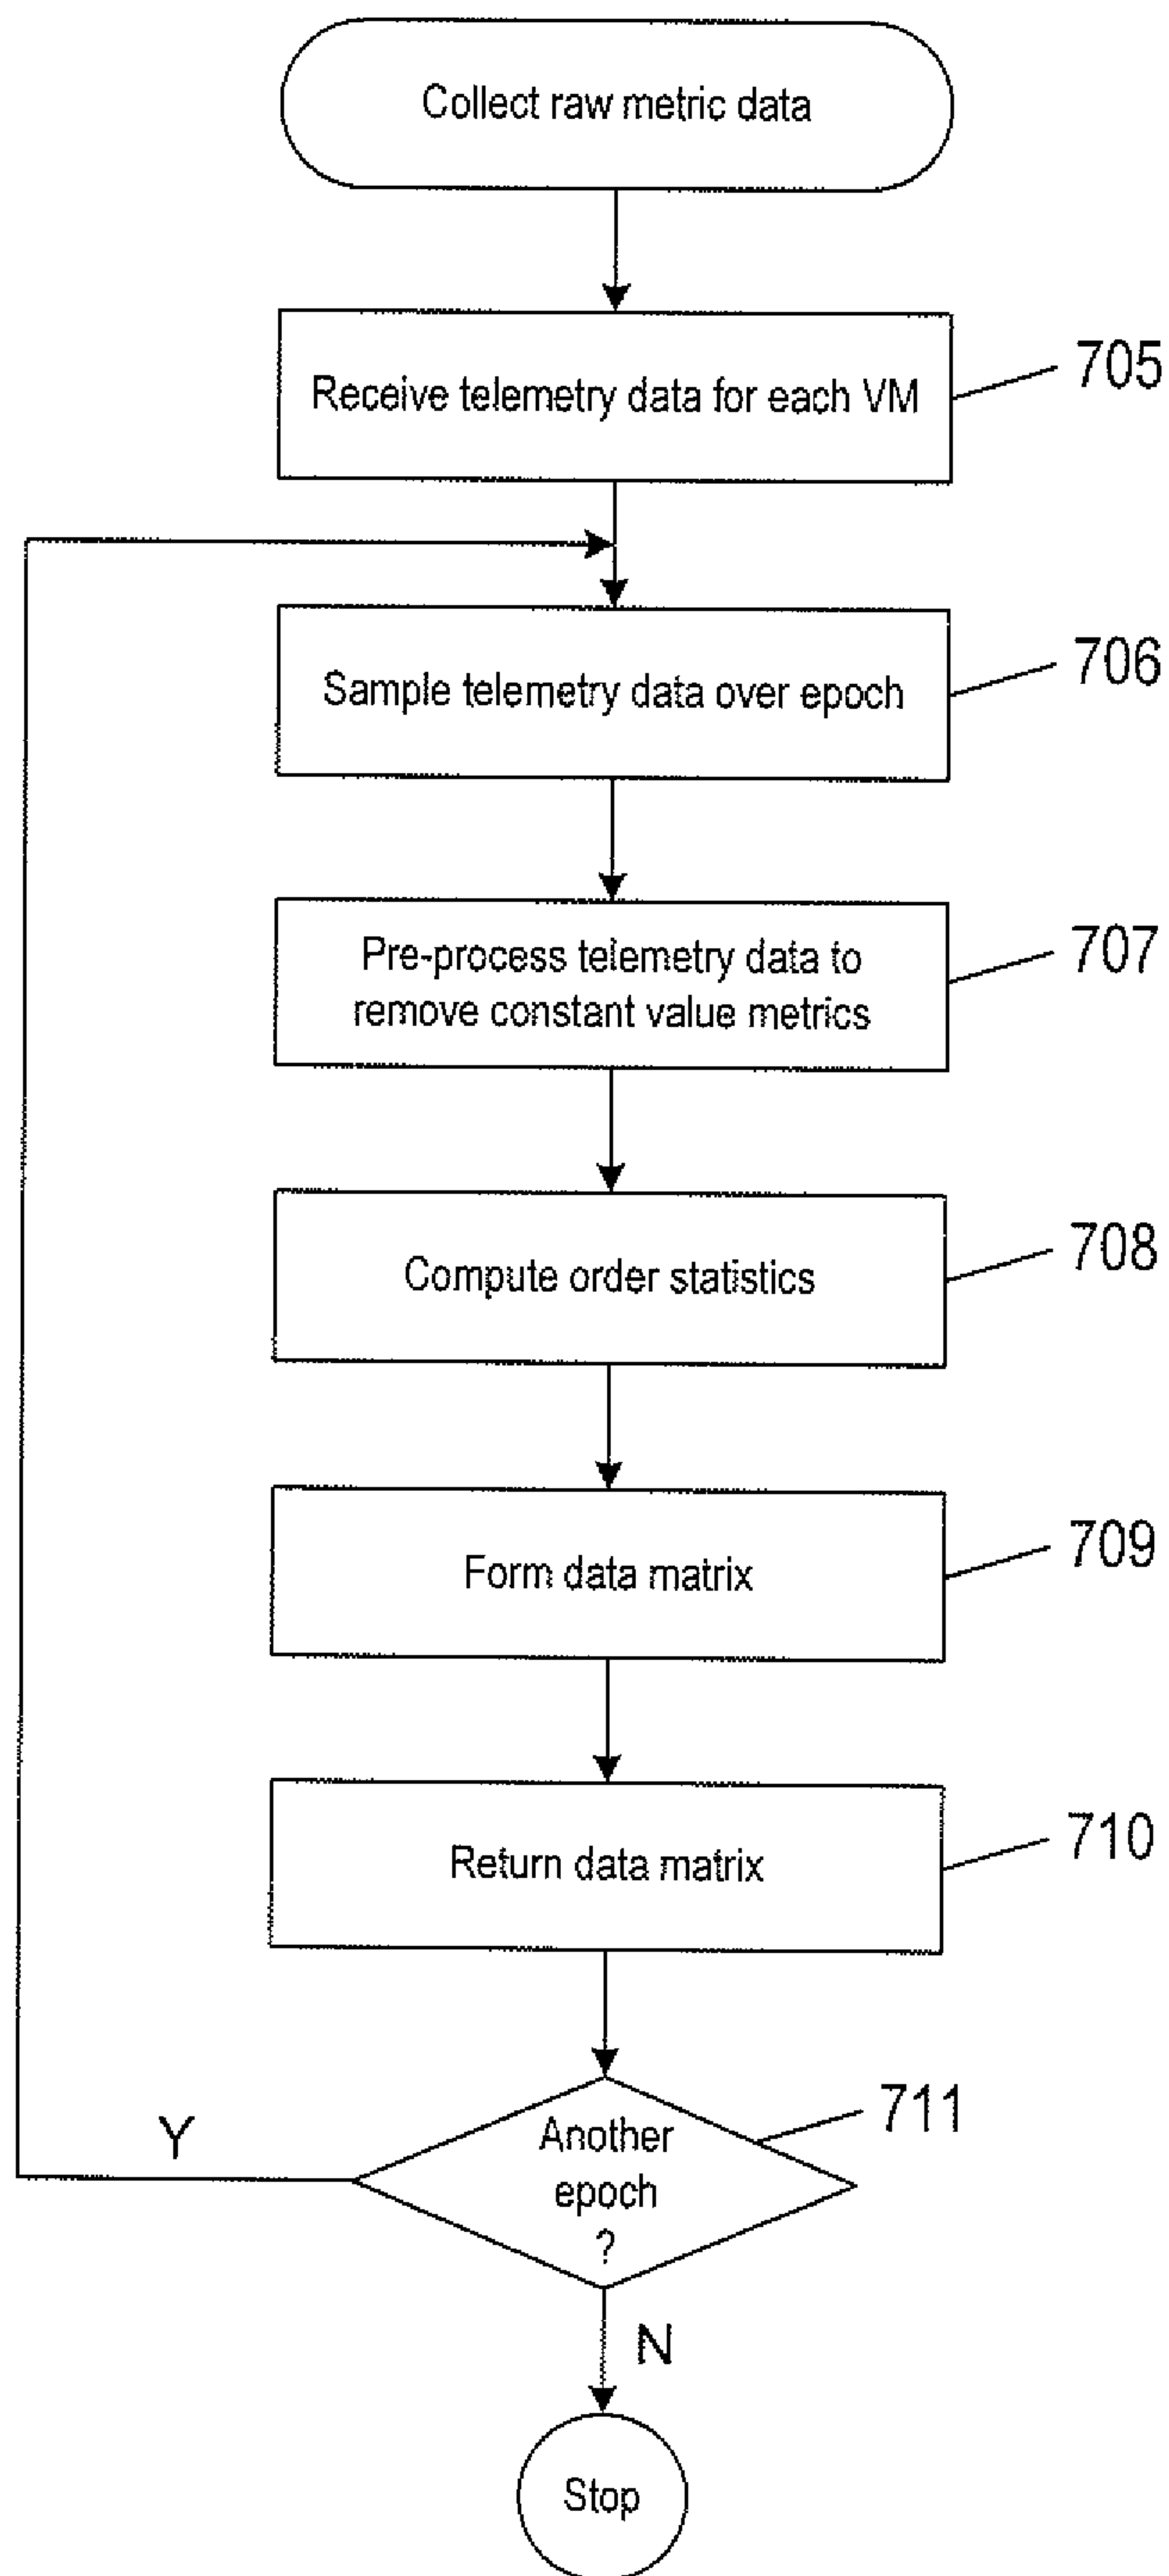 Collect raw metric data
Receive telemetry data for each VM
705
Sample telemetry data over epoch
706
Pre-process telemetry data to
remove constant value metrics
707
Compute order statistics
708
Form data matrix
709
Return data matrix
710
Another
epoch
?
711
Y
N
Stop